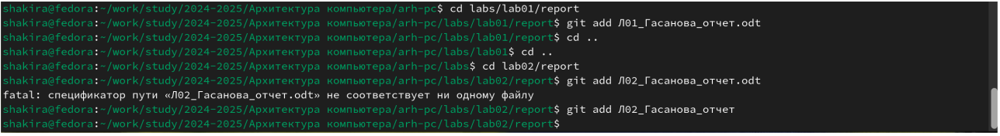 shakira@fedora:~/work/study/2024-2025/Архитектура компьютера/arh-pc$ cd labs/lab01/report
shakira@fedora:~/work/study/2024-2025/Архитектура компьютера/arh-pc/labs/lab01/report$ git add Л01_Гасанова_отчет.odt
shakira@fedora:~/work/study/2024-2025/Архитектура компьютера/arh-pc/labs/lab01/report$ cd ..
shakira@fedora:~/work/study/2024-2025/Архитектура компьютера/arh-pc/labs/lab01$ cd ..
shakira@fedora:~/work/study/2024-2025/Архитектура компьютера/arh-pc/labs$ cd lab02/report
shakira@fedora:~/work/study/2024-2025/Архитектура компьютера/arh-pc/labs/lab02/report$ git add Л02_Гасанова_отчет.odt
fatal: спецификатор пути «Л02_Гасанова_отчет.odt» не соответствует ни одному файлу
shakira@fedora:~/work/study/2024-2025/Архитектура компьютера/arh-pc/labs/lab02/report$ git add Л02_Гасанова_отчет
shakira@fedora:~/work/study/2024-2025/Архитектура компьютера/arh-pc/labs/lab02/report$